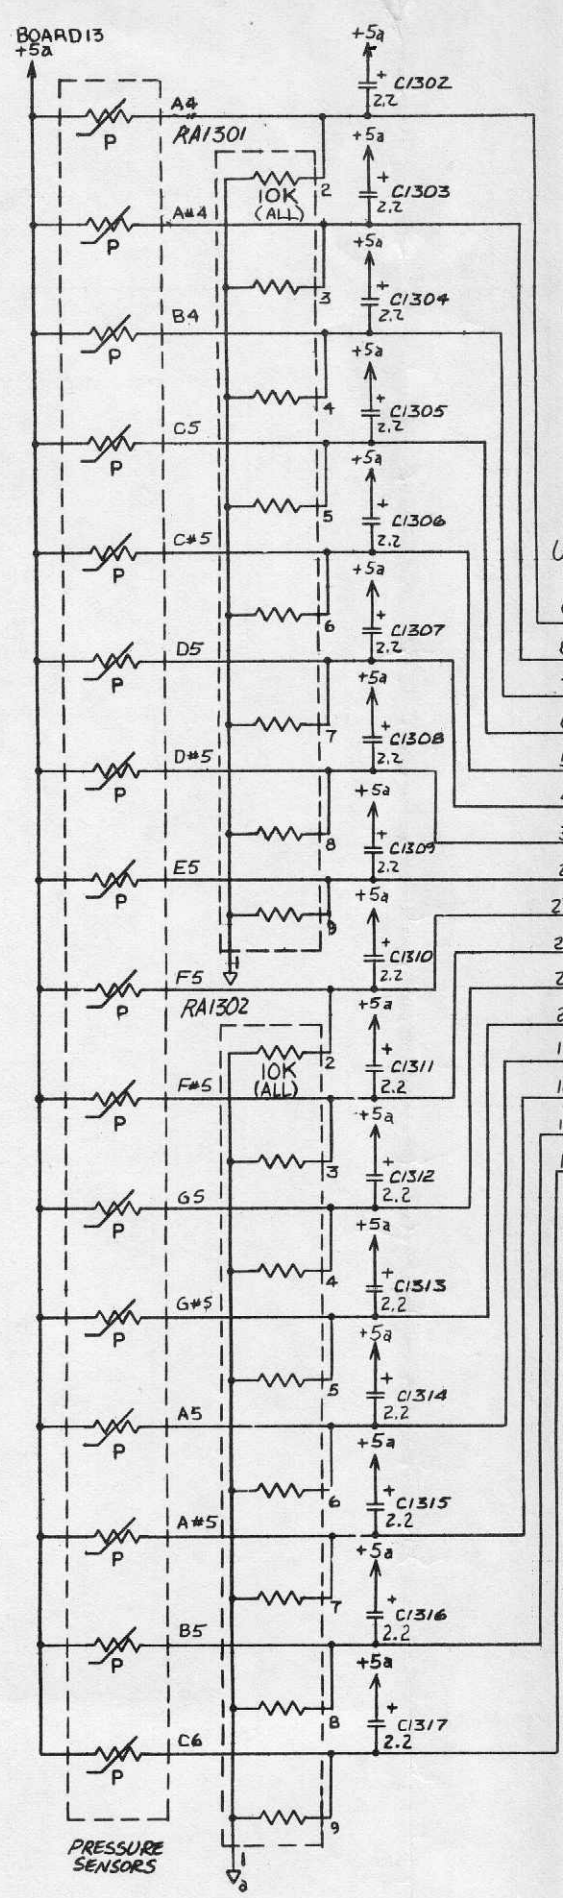 BOARD13
+5a
+5a
+ C1302
2.2
A4
P
RA1301
+5a
10K
(ALL)
2
+ C1303
2.2
A#4
P
+5a
3
+ C1304
2.2
B4
P
+5a
4
+ C1305
2.2
C5
P
+5a
5
+ C1306
2.2
C#5
P
+5a
6
+ C1307
2.2
D5
P
+5a
7
+ C1308
2.2
D#5
P
+5a
8
+ C1309
2.2
E5
P
+5a
9
+ C1310
2.2
1
F5
P
RA1302
+5a
10K
(ALL)
2
+ C1311
2.2
F#5
P
+5a
3
+ C1312
2.2
G5
P
+5a
4
+ C1313
2.2
G#5
P
+5a
5
+ C1314
2.2
A5
P
+5a
6
+ C1315
2.2
A#5
P
+5a
7
+ C1316
2.2
B5
P
+5a
8
+ C1317
2.2
C6
P
9
1
a
PRESSURE
SENSORS